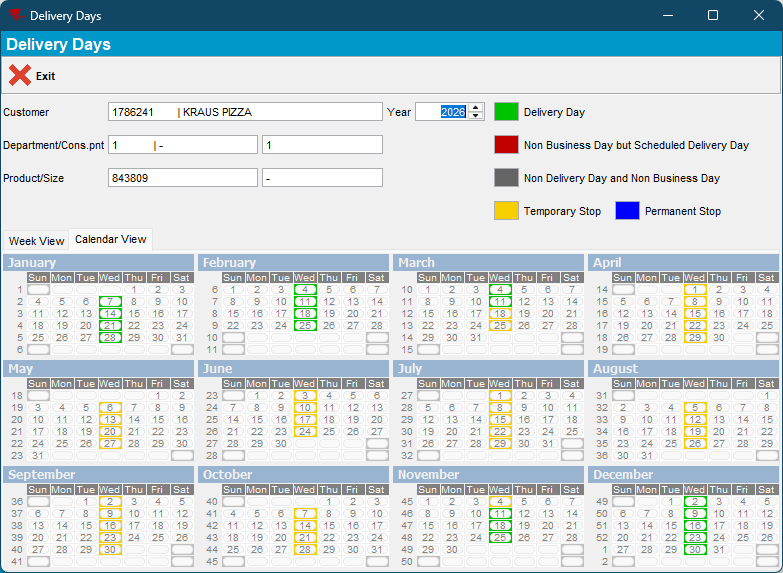 Delivery Days
Delivery Days
Exit
Customer 1786241 | KRAUS PIZZA Year 2026 Delivery Day
Department/Cons.pnt 1 | - 1 Non Business Day but Scheduled Delivery Day
Product/Size 843809 - Non Delivery Day and Non Business Day
Temporary Stop Permanent Stop
Week View Calendar View
January
Sun Mon Tue Wed Thu Fri Sat
1 1 2 3
2 4 5 6 7 8 9 10
3 11 12 13 14 15 16 17
4 18 19 20 21 22 23 24
5 25 26 27 28 29 30 31
6
February
Sun Mon Tue Wed Thu Fri Sat
6 1 2 3 4 5 6 7
7 8 9 10 11 12 13 14
8 15 16 17 18 19 20 21
9 22 23 24 25 26 27 28
10
11
March
Sun Mon Tue Wed Thu Fri Sat
10 1 2 3 4 5 6 7
11 8 9 10 11 12 13 14
12 15 16 17 18 19 20 21
13 22 23 24 25 26 27 28
14 29 30 31
15
April
Sun Mon Tue Wed Thu Fri Sat
14 1 2 3 4
15 5 6 7 8 9 10 11
16 12 13 14 15 16 17 18
17 19 20 21 22 23 24 25
18 26 27 28 29 30
19
May
Sun Mon Tue Wed Thu Fri Sat
18 1 2
19 3 4 5 6 7 8 9
20 10 11 12 13 14 15 16
21 17 18 19 20 21 22 23
22 24 25 26 27 28 29 30
23 31
June
Sun Mon Tue Wed Thu Fri Sat
23 1 2 3 4 5 6
24 7 8 9 10 11 12 13
25 14 15 16 17 18 19 20
26 21 22 23 24 25 26 27
27 28 29 30
28
July
Sun Mon Tue Wed Thu Fri Sat
27 1 2 3 4
28 5 6 7 8 9 10 11
29 12 13 14 15 16 17 18
30 19 20 21 22 23 24 25
31 26 27 28 29 30 31
32
August
Sun Mon Tue Wed Thu Fri Sat
31 1
32 2 3 4 5 6 7 8
33 9 10 11 12 13 14 15
34 16 17 18 19 20 21 22
35 23 24 25 26 27 28 29
36 30 31
September
Sun Mon Tue Wed Thu Fri Sat
36 1 2 3 4 5
37 6 7 8 9 10 11 12
38 13 14 15 16 17 18 19
39 20 21 22 23 24 25 26
40 27 28 29 30
41
October
Sun Mon Tue Wed Thu Fri Sat
40 1 2 3
41 4 5 6 7 8 9 10
42 11 12 13 14 15 16 17
43 18 19 20 21 22 23 24
44 25 26 27 28 29 30 31
45
November
Sun Mon Tue Wed Thu Fri Sat
45 1 2 3 4 5 6 7
46 8 9 10 11 12 13 14
47 15 16 17 18 19 20 21
48 22 23 24 25 26 27 28
49 29 30
50
December
Sun Mon Tue Wed Thu Fri Sat
49 1 2 3 4 5
50 6 7 8 9 10 11 12
51 13 14 15 16 17 18 19
52 20 21 22 23 24 25 26
1 27 28 29 30 31
2